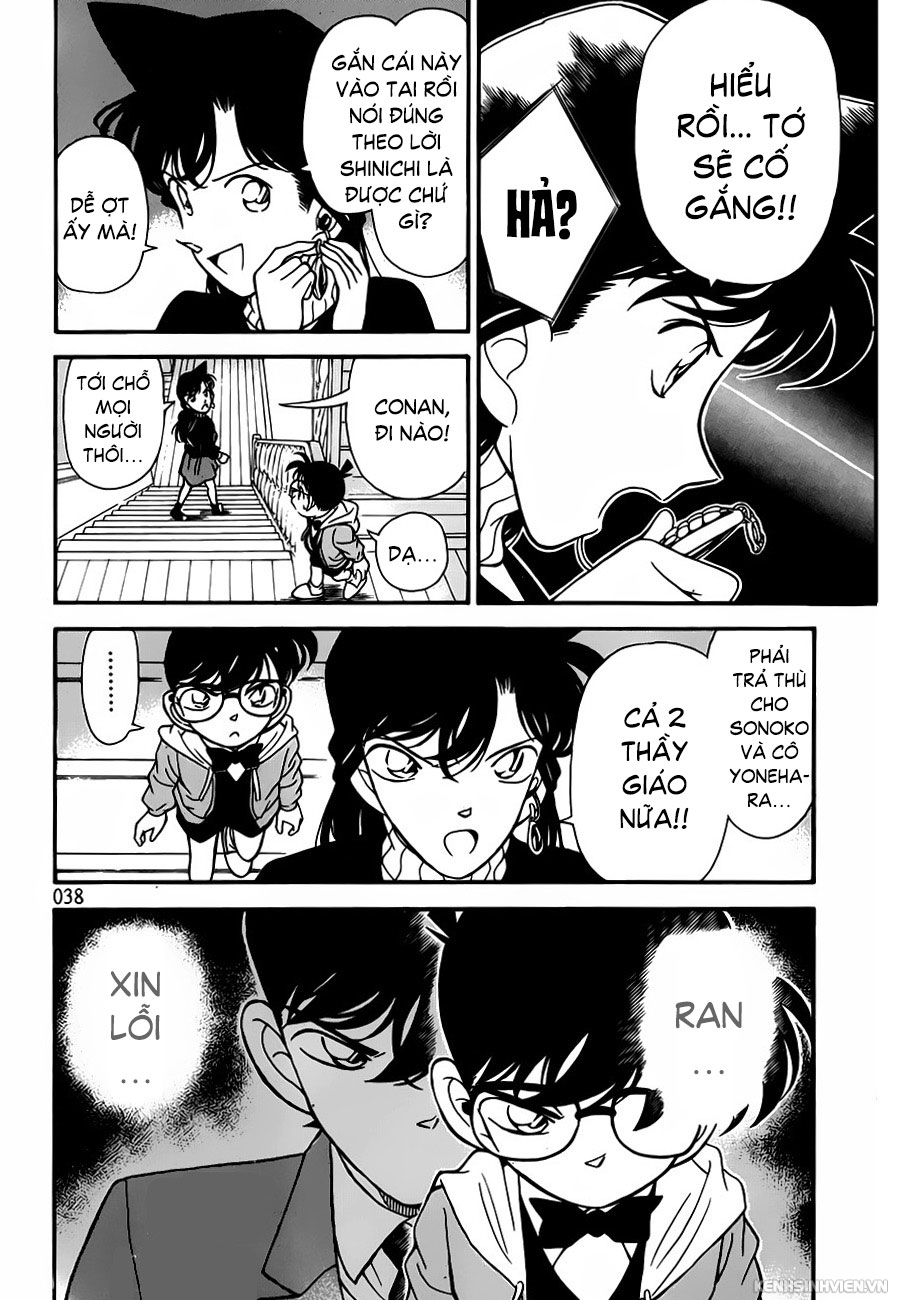 HIỂU
RỒI... TỚ
SẼ CỐ
GẮNG!!
HẢ?
GẮN CÁI NÀY
VÀO TAI RỒI
NÓI ĐÚNG
THEO LỜI
SHINICHI LÀ
ĐƯỢC CHỨ
GÌ?
DỄ ỢT
ẤY MÀ!
CONAN,
ĐI NÀO!
TỚI CHỖ
MỌI
NGƯỜI
THÔI...
DẠ...
PHẢI
TRẢ THÙ
CHO
SONOKO
VÀ CÔ
YONEHA-
RA...
CẢ 2
THẦY
GIÁO
NỮA!!
.........
038
RAN
...
XIN
LỖI
...
KENHSINHVIEN.VN